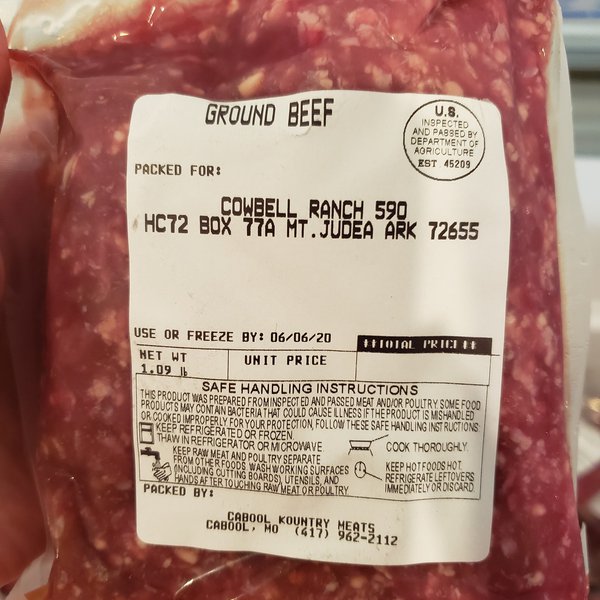 GROUND BEEF
U.S.
INSPECTED
AND PASSED BY
DEPARTMENT OF
AGRICULTURE
EST 45209
PACKED FOR:
COWBELL RANCH 590
HC72 BOX 77A MT.JUDEA ARK 72655
USE OR FREEZE BY: 06/06/20
**TOTAL PRICE**
NET WT
UNIT PRICE
1.09 lb
SAFE HANDLING INSTRUCTIONS
THIS PRODUCT WAS PREPARED FROM INSPECTED AND PASSED MEAT AND/OR POULTRY. SOME FOOD
PRODUCTS MAY CONTAIN BACTERIA THAT COULD CAUSE ILLNESS IF THE PRODUCT IS MISHANDLED
OR COOKED IMPROPERLY. FOR YOUR PROTECTION, FOLLOW THESE SAFE HANDLING INSTRUCTIONS
KEEP REFRIGERATED OR FROZEN.
THAW IN REFRIGERATOR OR MICROWAVE.
KEEP RAW MEAT AND POULTRY SEPARATE
FROM OTHER FOODS. WASH WORKING SURFACES
(INCLUDING CUTTING BOARDS), UTENSILS, AND
HANDS AFTER TOUCHING RAW MEAT OR POULTRY.
COOK THOROUGHLY.
KEEP HOT FOODS HOT.
REFRIGERATE LEFTOVERS
IMMEDIATELY OR DISCARD.
PACKED BY:
CABOOL KOUNTRY MEATS
CABOOL, MO (417) 962-2112